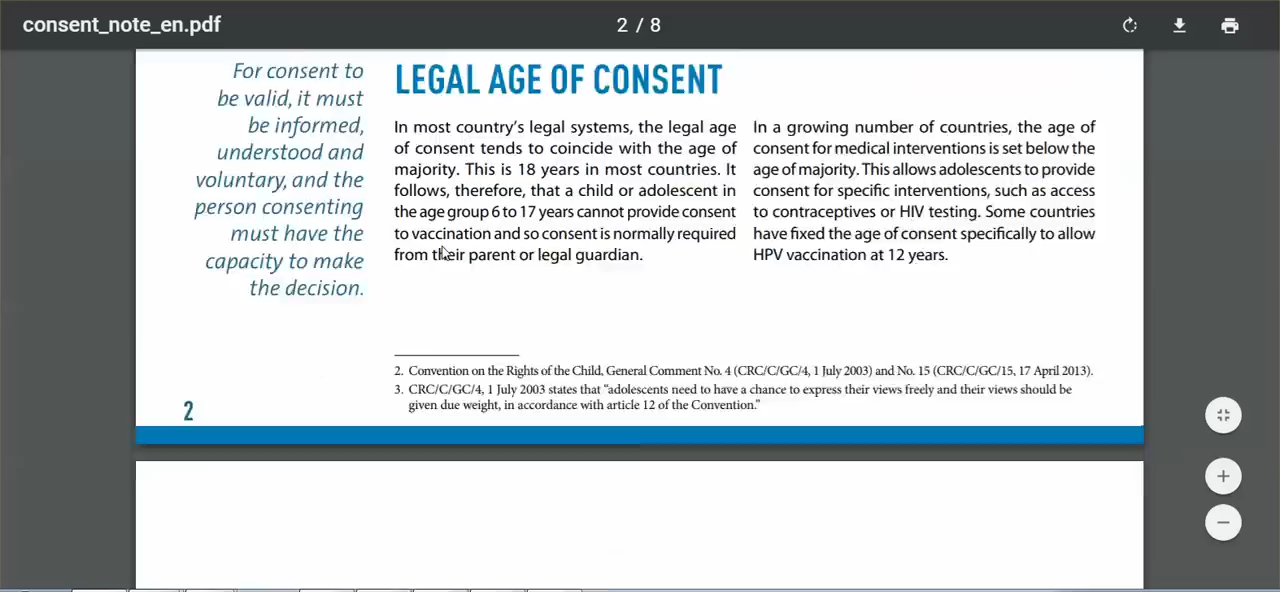 consent_note_en.pdf
2 / 8
For consent to
be valid, it must
be informed,
understood and
voluntary, and the
person consenting
must have the
capacity to make
the decision.
LEGAL AGE OF CONSENT
In most country's legal systems, the legal age
of consent tends to coincide with the age of
majority. This is 18 years in most countries. It
follows, therefore, that a child or adolescent in
the age group 6 to 17 years cannot provide consent
to vaccination and so consent is normally required
from their parent or legal guardian.
In a growing number of countries, the age of
consent for medical interventions is set below the
age of majority. This allows adolescents to provide
consent for specific interventions, such as access
to contraceptives or HIV testing. Some countries
have fixed the age of consent specifically to allow
HPV vaccination at 12 years.
2. Convention on the Rights of the Child, General Comment No. 4 (CRC/C/GC/4, 1 July 2003) and No. 15 (CRC/C/GC/15, 17 April 2013).
3. CRC/C/GC/4, 1 July 2003 states that “adolescents need to have a chance to express their views freely and their views should be
given due weight, in accordance with article 12 of the Convention.”
2